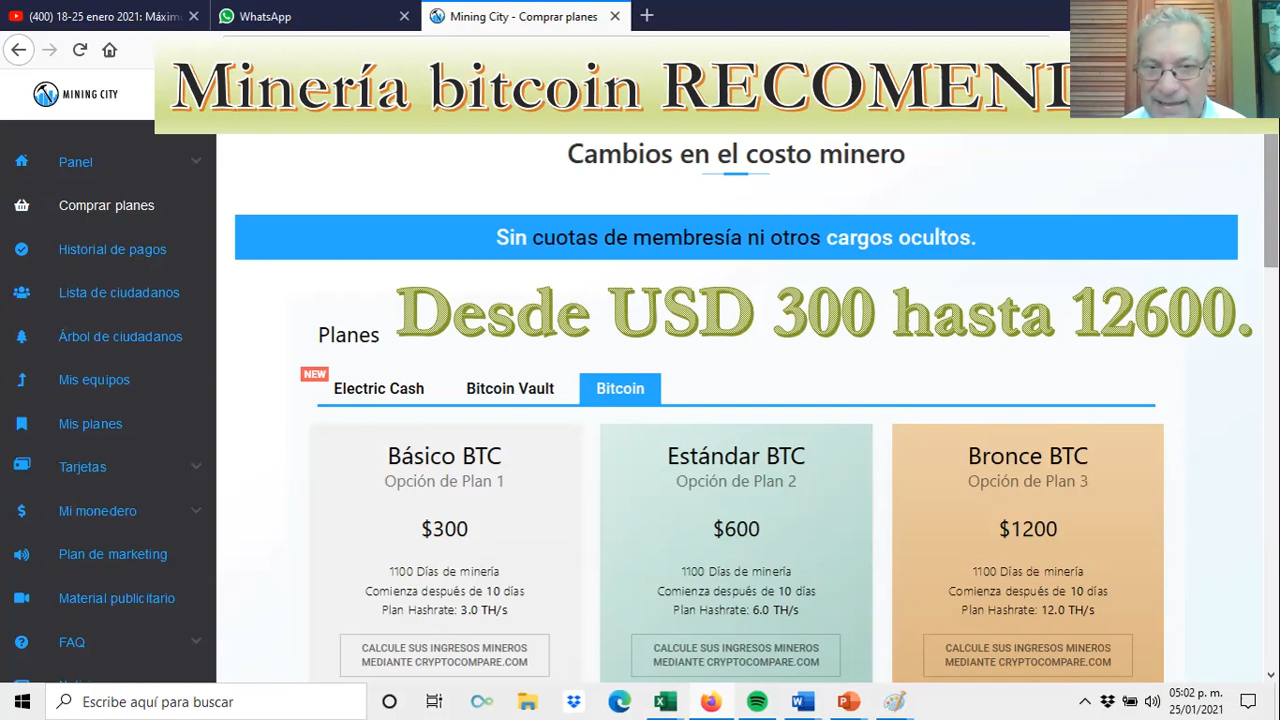 (400) 18-25 enero 2021: Máxim
WhatsApp
Mining City - Comprar planes
MINING CITY
Minería bitcoin RECOMEN
Panel
Comprar planes
Historial de pagos
Lista de ciudadanos
Árbol de ciudadanos
Mis equipos
Mis planes
Tarjetas
Mi monedero
Plan de marketing
Material publicitario
FAQ
Cambios en el costo minero
Sin cuotas de membresía ni otros cargos ocultos.
Desde USD 300 hasta 12600.
Planes
NEW
Electric Cash
Bitcoin Vault
Bitcoin
Básico BTC
Opción de Plan 1
$300
1100 Días de minería
Comienza después de 10 días
Plan Hashrate: 3.0 TH/s
CALCULE SUS INGRESOS MINEROS
MEDIANTE CRYPTOCOMPARE.COM
Estándar BTC
Opción de Plan 2
$600
1100 Días de minería
Comienza después de 10 días
Plan Hashrate: 6.0 TH/s
CALCULE SUS INGRESOS MINEROS
MEDIANTE CRYPTOCOMPARE.COM
Bronce BTC
Opción de Plan 3
$1200
1100 Días de minería
Comienza después de 10 días
Plan Hashrate: 12.0 TH/s
CALCULE SUS INGRESOS MINEROS
MEDIANTE CRYPTOCOMPARE.COM
Escribe aquí para buscar
05:02 p. m.
25/01/2021